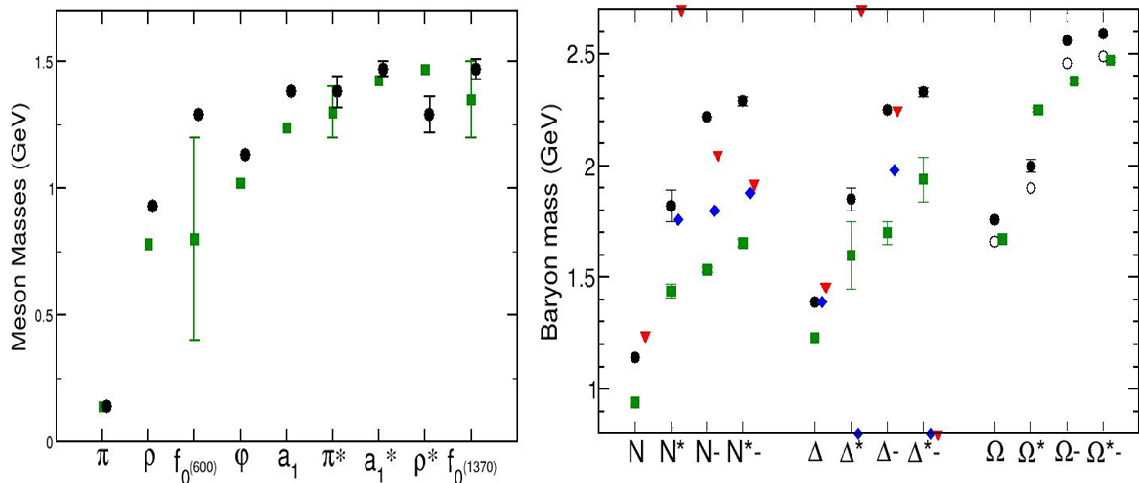 Meson Masses (GeV)
1.5
1
0.5
0
π ρ f0(600) φ a1 π* a1* ρ* f0(1370)
Baryon mass (GeV)
2.5
2
1.5
1
N N* N- N*- Δ Δ* Δ- Δ*- Ω Ω* Ω- Ω*-